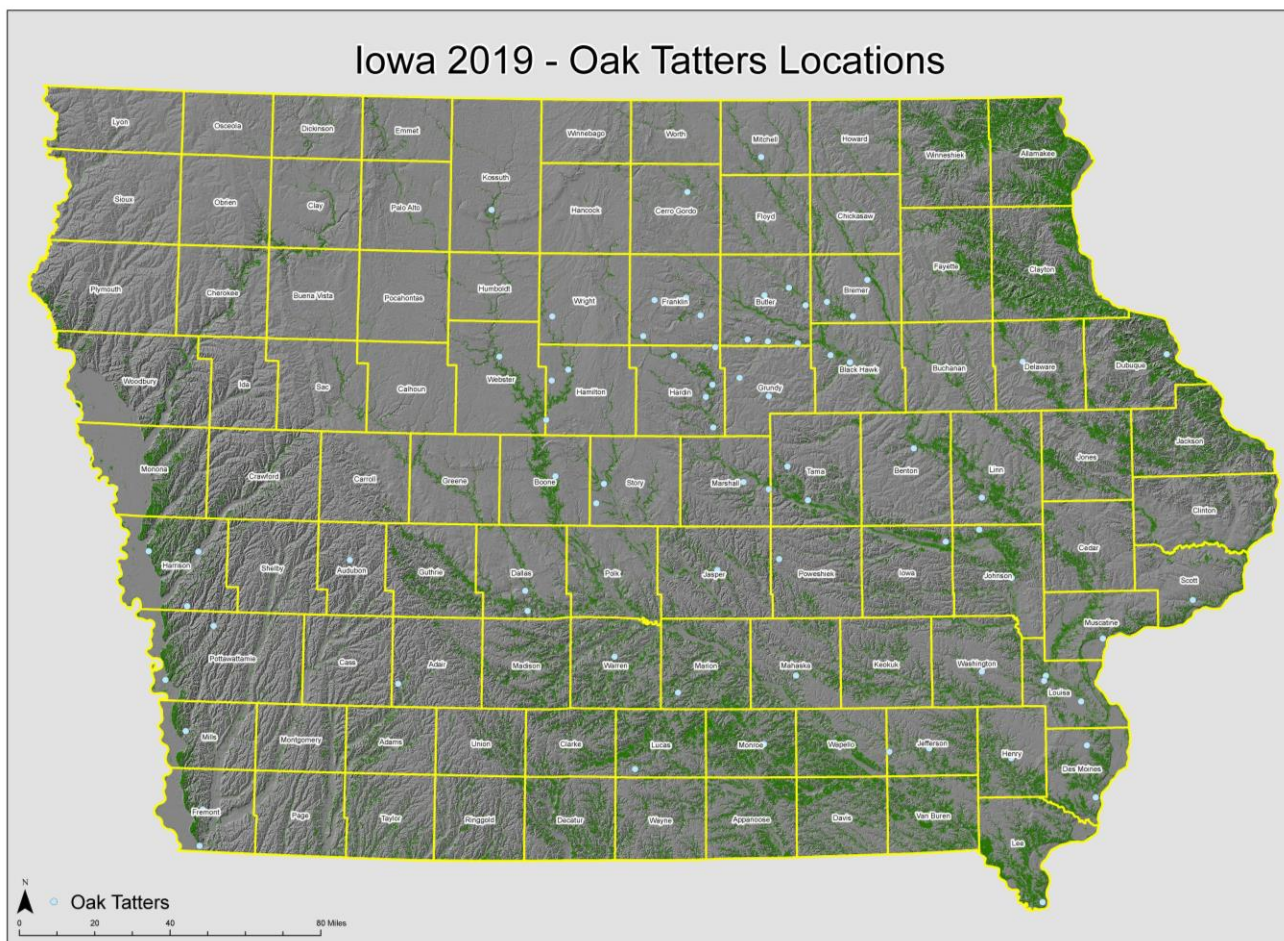 Iowa 2019 - Oak Tatters Locations
Lyon
Osceola
Dickinson
Emmet
Kossuth
Winnebago
Worth
Mitchell
Howard
Winneshiek
Allamakee
Sioux
Obrien
Clay
Palo Alto
Hancock
Cerro Gordo
Floyd
Chickasaw
Fayette
Clayton
Plymouth
Cherokee
Buena Vista
Pocahontas
Humboldt
Wright
Franklin
Butler
Bremer
Woodbury
Ida
Sac
Calhoun
Webster
Hamilton
Hardin
Grundy
Black Hawk
Buchanan
Delaware
Dubuque
Monona
Crawford
Carroll
Greene
Boone
Story
Marshall
Tama
Benton
Linn
Jones
Jackson
Clinton
Harrison
Shelby
Audubon
Guthrie
Dallas
Polk
Jasper
Poweshiek
Iowa
Johnson
Cedar
Scott
Muscatine
Pottawattamie
Cass
Adair
Madison
Warren
Marion
Mahaska
Keokuk
Washington
Louisa
Mills
Montgomery
Adams
Union
Clarke
Lucas
Monroe
Wapello
Jefferson
Henry
Des Moines
Fremont
Page
Taylor
Ringgold
Decatur
Wayne
Appanoose
Davis
Van Buren
Lee
N
Oak Tatters
0 20 40 80 Miles